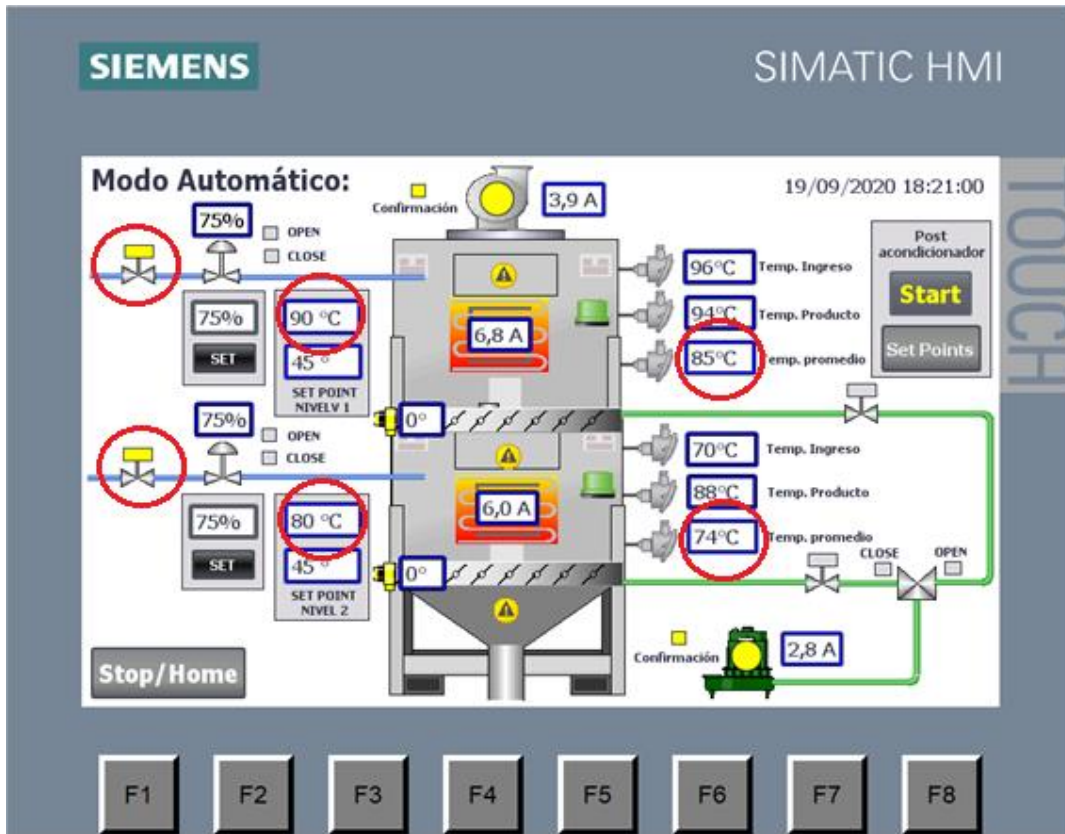 SIEMENS
SIMATIC HMI
TOUCH
Modo Automático:
19/09/2020 18:21:00
Confirmación
3,9 A
75%
OPEN
CLOSE
Post
acondicionador
Start
Set Points
96°C Temp. Ingreso
94°C Temp. Producto
85°C emp. promedio
75%
SET
90 °C
45 °
SET POINT
NIVELV 1
6,8 A
0°
75%
OPEN
CLOSE
70°C Temp. Ingreso
88°C Temp. Producto
74°C Temp. promedio
75%
SET
80 °C
45 °
SET POINT
NIVEL 2
6,0 A
0°
CLOSE
OPEN
Confirmación
2,8 A
Stop/Home
F1
F2
F3
F4
F5
F6
F7
F8